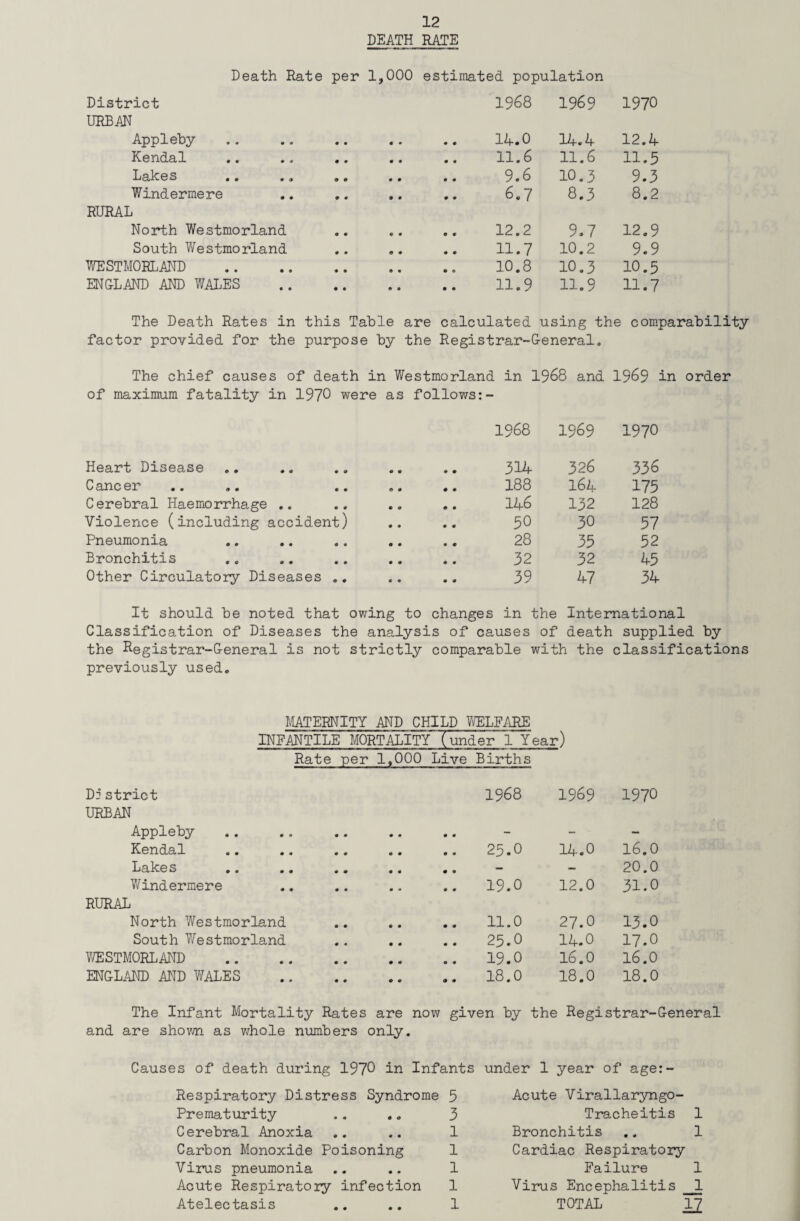 12
DEATH RATE
Death Rate per 1,000 estimated population
District 1968 1969 1970
URBAN
Appleby .. .. .. .. .. 14.0 14.4 12.4
Kendal .. .. .. .. .. 11.6 11.6 11.5
Lakes .. .. .. .. .. 9.6 10.3 9.3
Windermere .. .. .. .. 6.7 8.3 8.2
RURAL
North Westmorland .. .. .. 12.2 9.7 12.9
South Westmorland .. .. .. 11.7 10.2 9.9
WESTMORLAND .. .. .. .. .. 10.8 10.3 10.5
ENGLAND AND WALES .. .. .. .. 11.9 11.9 11.7
The Death Rates in this Table are calculated using the comparability
factor provided for the purpose by the Registrar-General.
The chief causes of death in Westmorland in 1968 and 1969 in order
of maximum fatality in 1970 were as follows:-
1968 1969 1970
Heart Disease .. .. .. .. .. 314 326 336
Cancer .. .. .. .. .. 188 164 175
Cerebral Haemorrhage .. .. .. .. 146 132 128
Violence (including accident) .. .. 50 30 57
Pneumonia .. .. .. .. .. 28 35 52
Bronchitis .. .. .. .. .. 32 32 45
Other Circulatory Diseases .. .. .. 39 47 34
It should be noted that owing to changes in the International
Classification of Diseases the analysis of causes of death supplied by
the Registrar-General is not strictly comparable with the classifications
previously used.
MATERNITY AND CHILD WELFARE
INFANTILE MORTALITY (under 1 Year)
Rate per 1,000 Live Births
District 1968 1969 1970
URBAN
Appleby .. .. .. .. .. - - -
Kendal .. .. .. .. .. 25.0 14.0 16.0
Lakes .. .. .. .. .. - - 20.0
Windermere .. .. .. .. 19.0 12.0 31.0
RURAL
North Westmorland .. .. .. 11.0 27.0 13.0
South Westmorland .. .. .. 25.0 14.0 17.0
WESTMORLAND .. .. .. .. .. 19.0 16.0 16.0
ENGLAND AND WALES .. .. .. .. 18.0 18.0 18.0
The Infant Mortality Rates are now given by the Registrar-General
and are shown as whole numbers only.
Causes of death during 1970 in Infants under 1 year of age:-
Respiratory Distress Syndrome 5
Prematurity .. .. 3
Cerebral Anoxia .. .. 1
Carbon Monoxide Poisoning 1
Virus pneumonia .. .. 1
Acute Respiratory infection 1
Atelectasis .. .. 1
Acute Virallaryngo-
Tracheitis 1
Bronchitis .. 1
Cardiac Respiratory
Failure 1
Virus Encephalitis 1
TOTAL 17